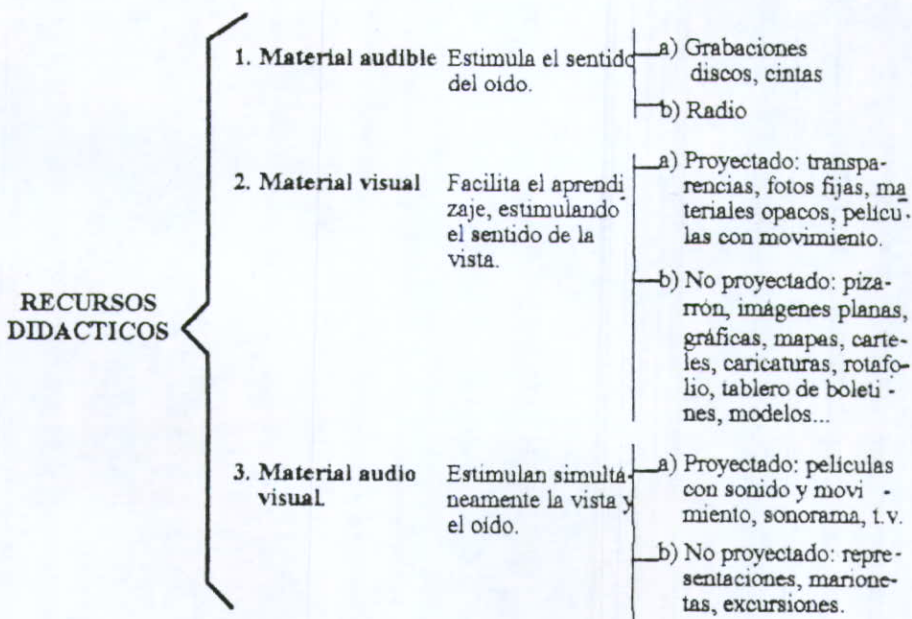 RECURSOS
DIDACTICOS
1. Material audible
Estimula el sentido
del oido.
a) Grabaciones
discos, cintas
b) Radio
2. Material visual
Facilita el aprendi
zaje, estimulando
el sentido de la
vista.
a) Proyectado: transpa-
rencias, fotos fijas, ma
teriales opacos, pelicu-
las con movimiento.
b) No proyectado: piza-
rrón, imágenes planas,
gráficas, mapas, carte-
les, caricaturas, rotafo-
lio, tablero de boleti -
nes, modelos...
3. Material audio
visual.
Estimulan simultá-
neamente la vista y
el oido.
a) Proyectado: peliculas
con sonido y movi -
miento, sonorama, t.v.
b) No proyectado: repre-
sentaciones, marione-
tas, excursiones.